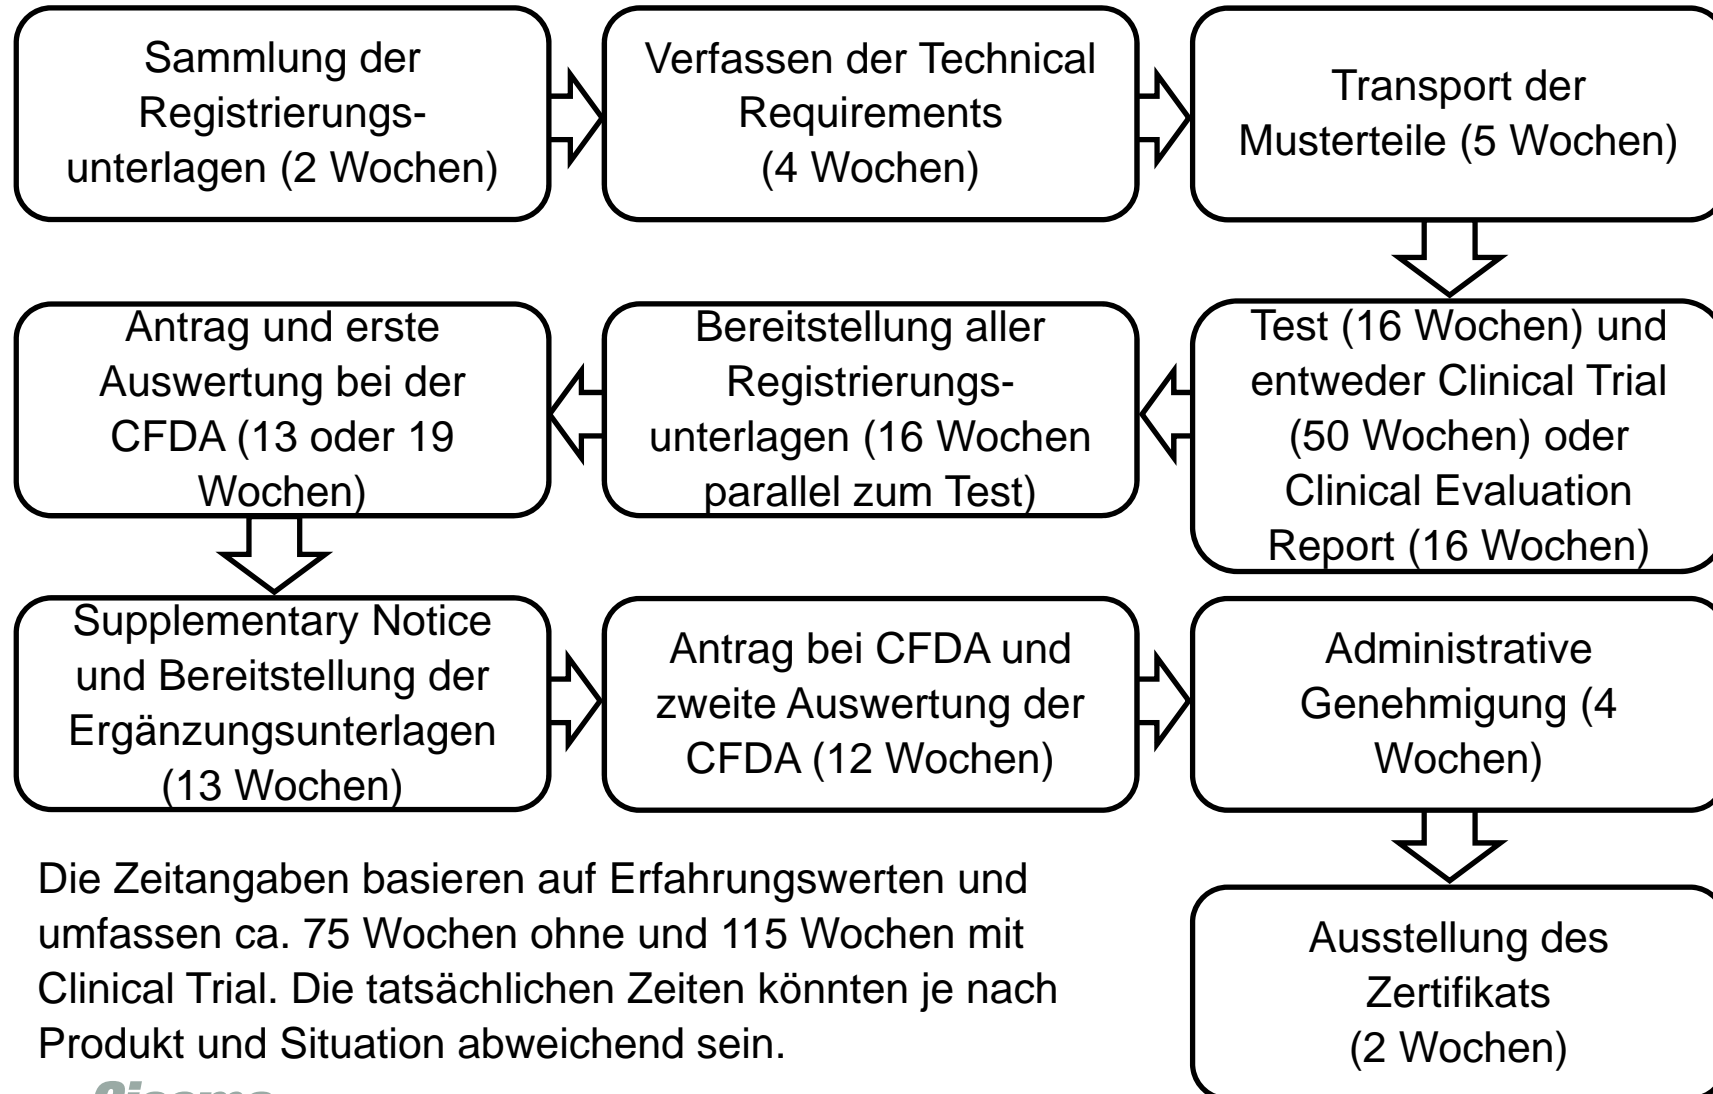 Sammlung der
Registrierungs-
unterlagen (2 Wochen)
Verfassen der Technical
Requirements
(4 Wochen)
Transport der
Musterteile (5 Wochen)
Test (16 Wochen) und
entweder Clinical Trial
(50 Wochen) oder
Clinical Evaluation
Report (16 Wochen)
Bereitstellung aller
Registrierungs-
unterlagen (16 Wochen
parallel zum Test)
Antrag und erste
Auswertung bei der
CFDA (13 oder 19
Wochen)
Supplementary Notice
und Bereitstellung der
Ergänzungsunterlagen
(13 Wochen)
Antrag bei CFDA und
zweite Auswertung der
CFDA (12 Wochen)
Administrative
Genehmigung (4
Wochen)
Ausstellung des
Zertifikats
(2 Wochen)
Die Zeitangaben basieren auf Erfahrungswerten und
umfassen ca. 75 Wochen ohne und 115 Wochen mit
Clinical Trial. Die tatsächlichen Zeiten könnten je nach
Produkt und Situation abweichend sein.